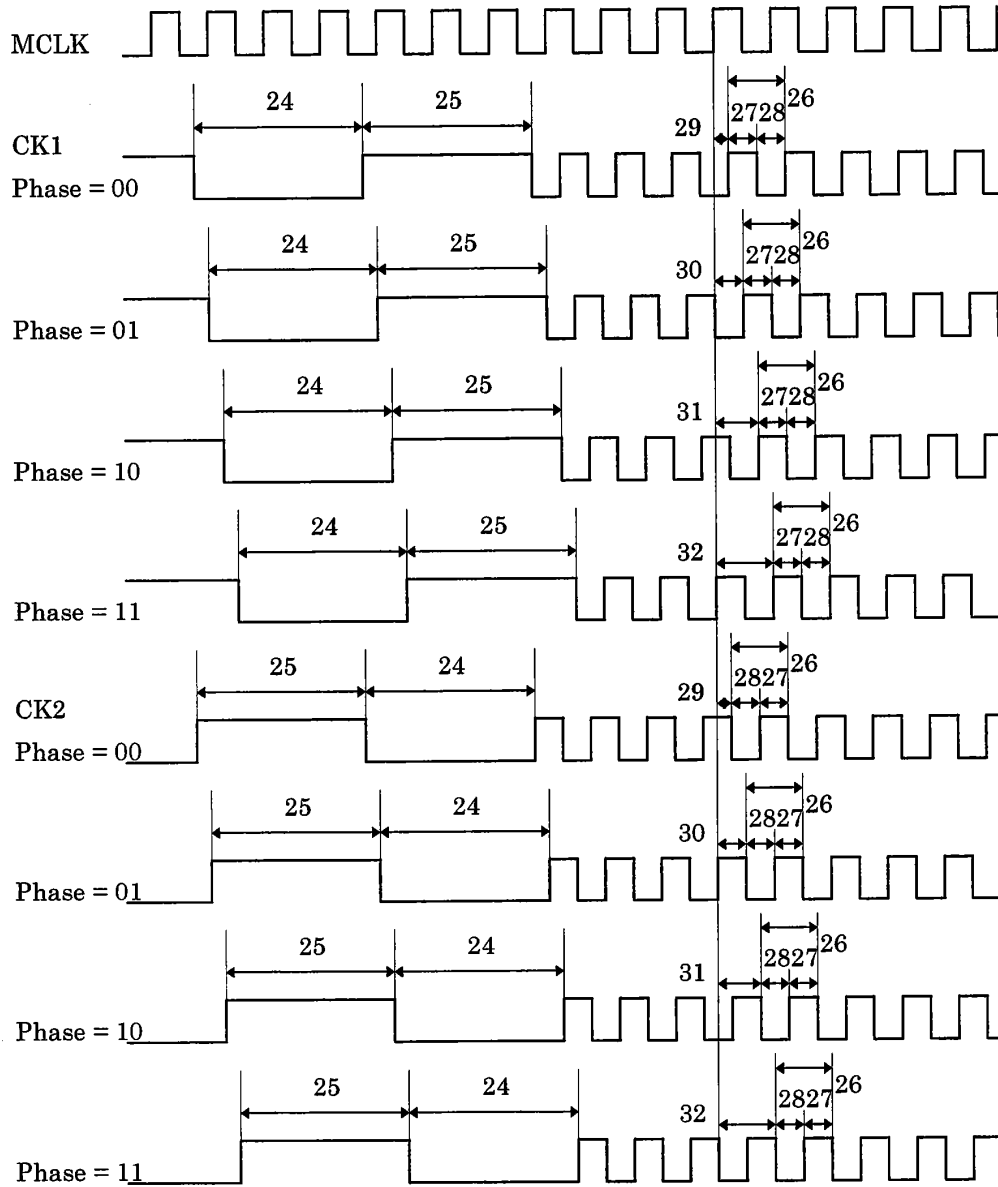 MCLK
24 25 29 2728 26
CK1
Phase = 00
24 25 30 2728 26
Phase = 01
24 25 31 2728 26
Phase = 10
24 25 32 2728 26
Phase = 11
25 24 29 2827 26
CK2
Phase = 00
25 24 30 2827 26
Phase = 01
25 24 31 2827 26
Phase = 10
25 24 32 2827 26
Phase = 11